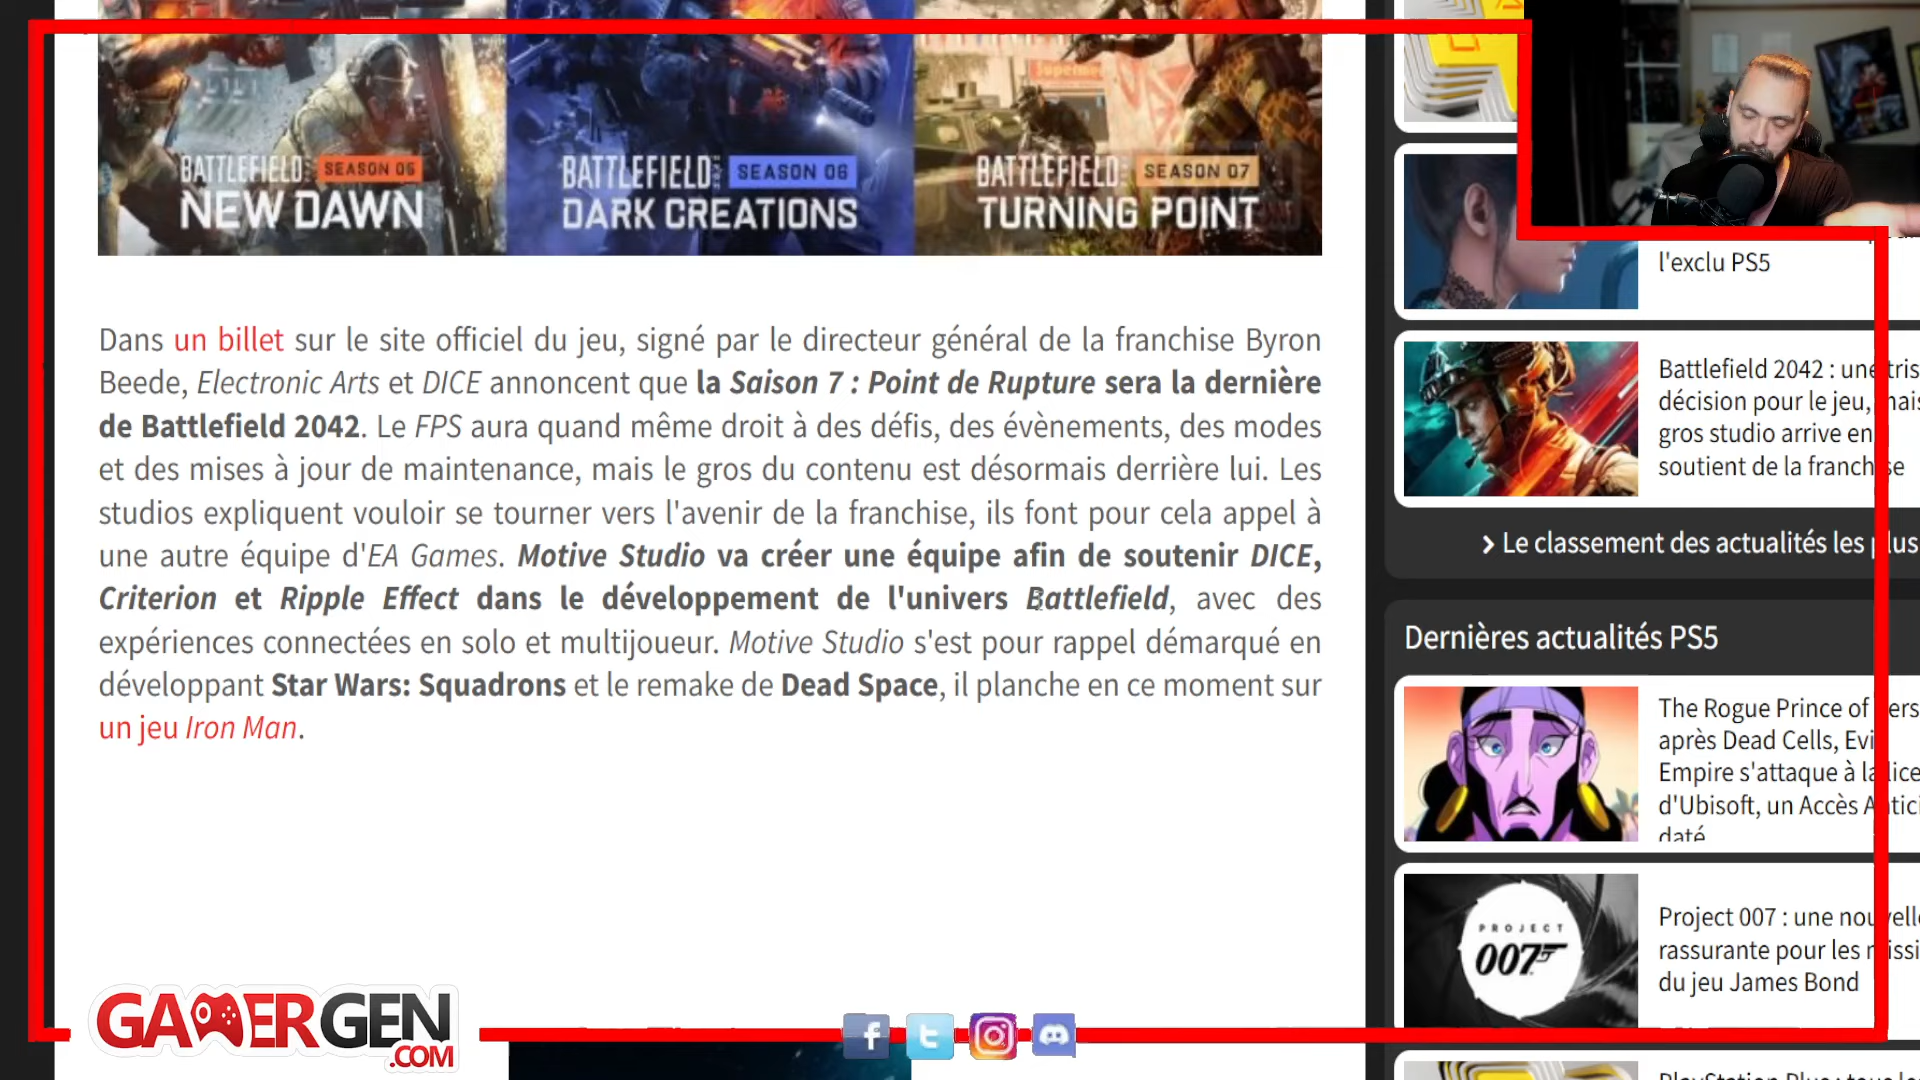 BATTLEFIELD SEASON 05
NEW DAWN
BATTLEFIELD SEASON 06
DARK CREATIONS
BATTLEFIELD SEASON 07
TURNING POINT
Dans un billet sur le site officiel du jeu, signé par le directeur général de la franchise Byron
Beede, Electronic Arts et DICE annoncent que la Saison 7 : Point de Rupture sera la dernière
de Battlefield 2042. Le FPS aura quand même droit à des défis, des évènements, des modes
et des mises à jour de maintenance, mais le gros du contenu est désormais derrière lui. Les
studios expliquent vouloir se tourner vers l'avenir de la franchise, ils font pour cela appel à
une autre équipe d'EA Games. Motive Studio va créer une équipe afin de soutenir DICE,
Criterion et Ripple Effect dans le développement de l'univers Battlefield, avec des
expériences connectées en solo et multijoueur. Motive Studio s'est pour rappel démarqué en
développant Star Wars: Squadrons et le remake de Dead Space, il planche en ce moment sur
un jeu Iron Man.
l'exclu PS5
Battlefield 2042 : une
décision pour le jeu,
gros studio arrive en
soutient de la franchise
Le classement des actualités les plus
Dernières actualités PS5
The Rogue Prince of
après Dead Cells, Evil
Empire s'attaque à la
d'Ubisoft, un Accès
daté
PROJECT
007
Project 007 : une nouvelle
rassurante pour les
du jeu James Bond
GAMERGEN
.COM